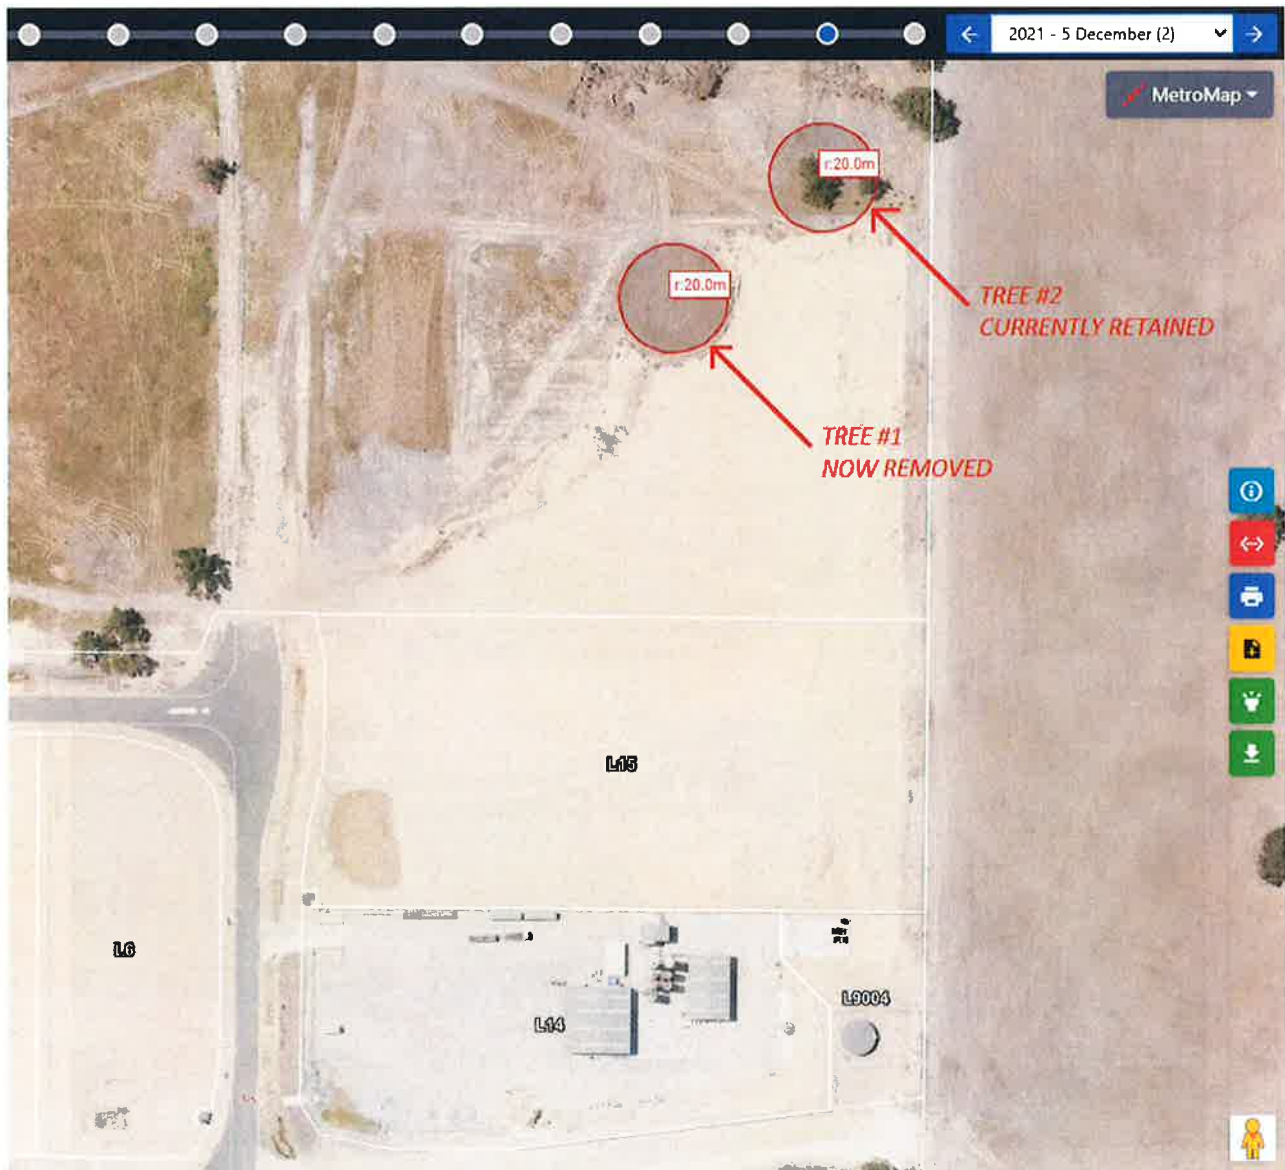 2021 - 5 December (2)
MetroMap
r:20.0m
r:20.0m
TREE #2
CURRENTLY RETAINED
TREE #1
NOW REMOVED
L15
L6
L9004
L14